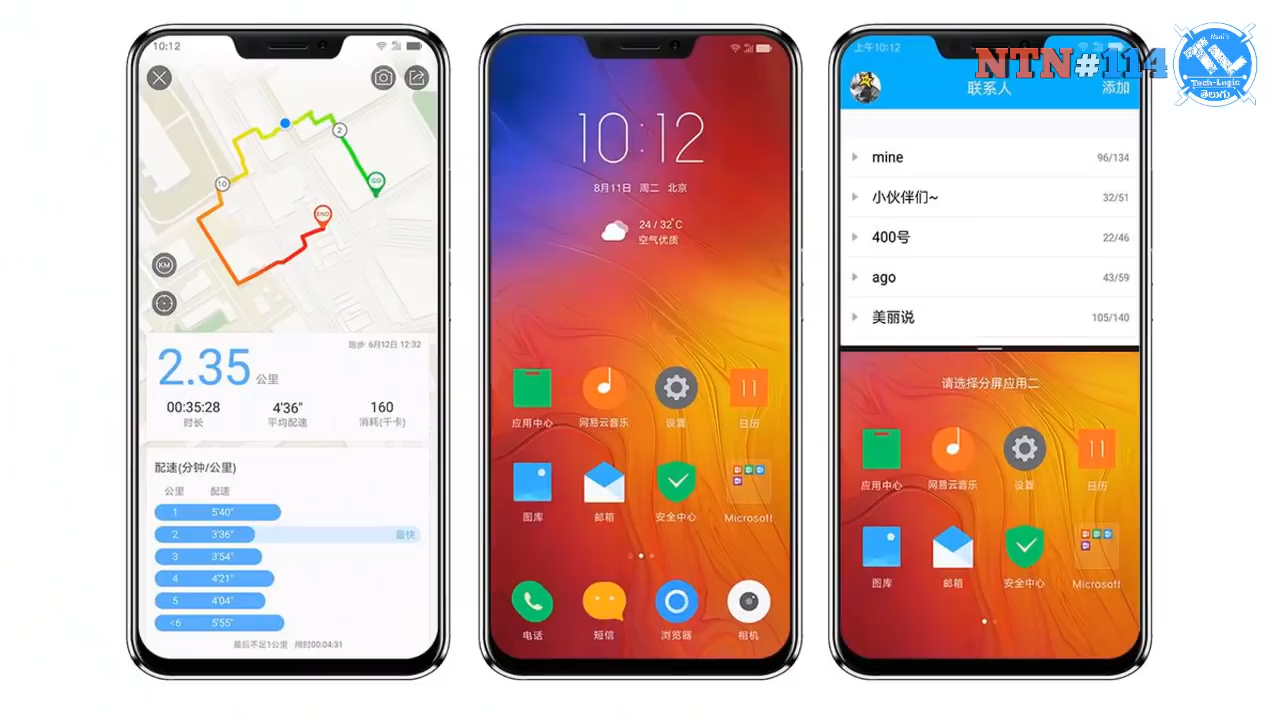 10:12
GO
2
10
END
KM
跑步 6月12日 12:32
2.35 公里
00:35:28 4'36" 160
时长 平均配速 消耗(千卡)
配速(分钟/公里)
公里 配速
1 5'40"
2 3'36" 最快
3 3'54"
4 4'21"
5 4'04"
<6 5'55"
最后不足1公里 用时00:04:31
10:12
8月11日 周二 北京
24 / 32°C
空气优质
应用中心 网易云音乐 设置 日历
图库 邮箱 安全中心 Microsoft
电话 短信 浏览器 相机
上午10:12
联系人 添加
mine 96/134
小伙伴们~ 32/51
400号 22/46
ago 43/59
美丽说 105/140
请选择分屏应用二
应用中心 网易云音乐 设置 日历
图库 邮箱 安全中心 Microsoft
NTN#114
Tech-Logic
తెలుగు